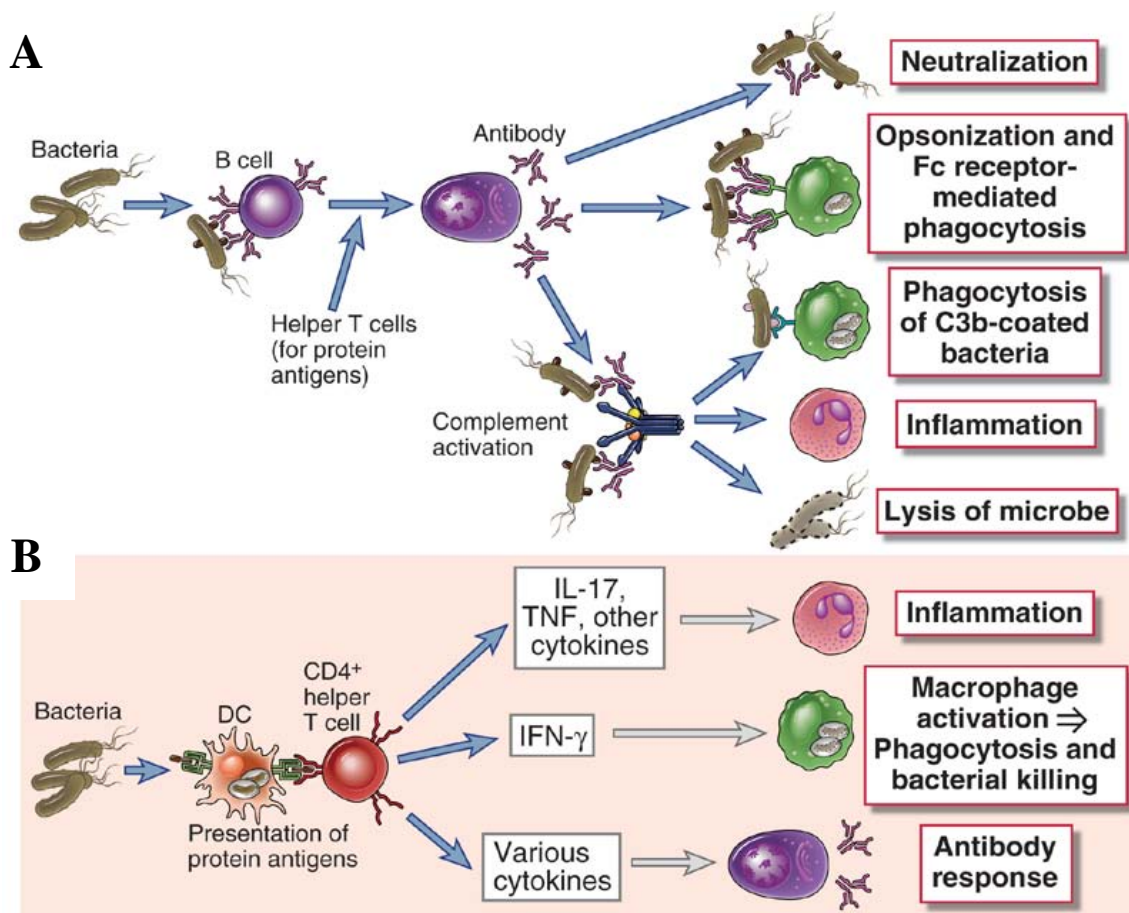 A
Bacteria
B cell
Antibody
Helper T cells
(for protein
antigens)
Complement
activation
Neutralization
Opsonization and
Fc receptor-
mediated
phagocytosis
Phagocytosis
of C3b-coated
bacteria
Inflammation
Lysis of microbe
B
Bacteria
DC
CD4⁺
helper
T cell
Presentation of
protein antigens
IL-17,
TNF, other
cytokines
Inflammation
IFN-γ
Macrophage
activation ⇒
Phagocytosis and
bacterial killing
Various
cytokines
Antibody
response